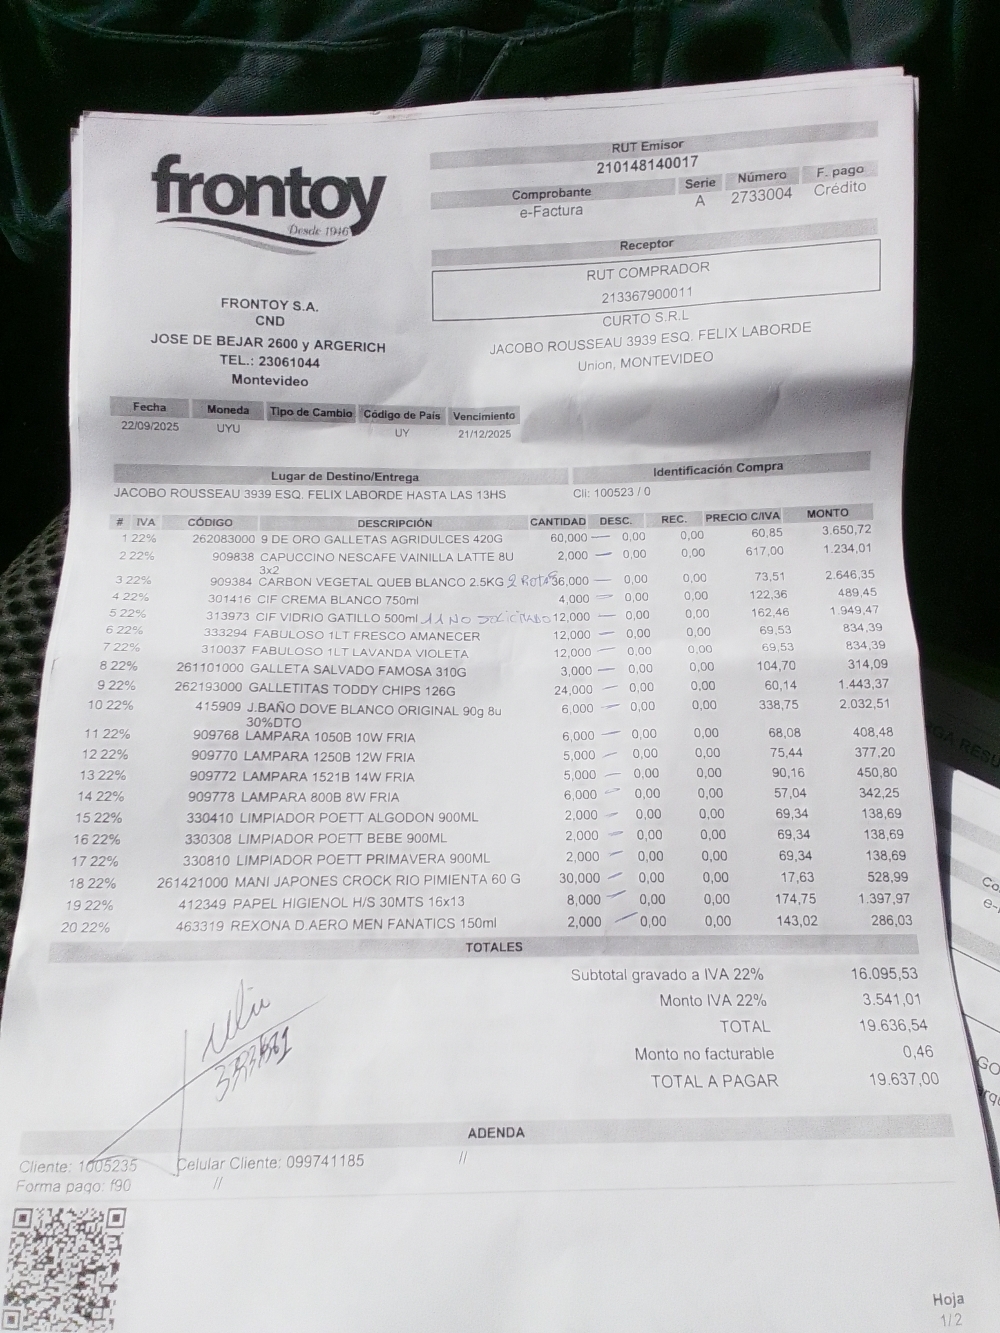 frontoy
Desde 1946
RUT Emisor
210148140017
Comprobante Serie Número F. pago
e-Factura A 2733004 Crédito
Receptor
RUT COMPRADOR
213367900011
CURTO S.R.L
JACOBO ROUSSEAU 3939 ESQ. FELIX LABORDE
Union, MONTEVIDEO
FRONTOY S.A.
CND
JOSE DE BEJAR 2600 y ARGERICH
TEL.: 23061044
Montevideo
Fecha Moneda Tipo de Cambio Código de País Vencimiento
22/09/2025 UYU UY 21/12/2025
Lugar de Destino/Entrega Identificación Compra
JACOBO ROUSSEAU 3939 ESQ. FELIX LABORDE HASTA LAS 13HS Cli: 100523 / 0
# IVA CÓDIGO DESCRIPCIÓN CANTIDAD DESC. REC. PRECIO C/IVA MONTO
1 22% 262083000 9 DE ORO GALLETAS AGRIDULCES 420G 60,000 0,00 0,00 60,85 3.650,72
2 22% 909838 CAPUCCINO NESCAFE VAINILLA LATTE 8U 2,000 0,00 0,00 617,00 1.234,01
3x2
3 22% 909384 CARBON VEGETAL QUEB BLANCO 2.5KG 2 ROTAS 36,000 0,00 0,00 73,51 2.646,35
4 22% 301416 CIF CREMA BLANCO 750ml 4,000 0,00 0,00 122,36 489,45
5 22% 313973 CIF VIDRIO GATILLO 500ml 11 NO SOLICITADO 12,000 0,00 0,00 162,46 1.949,47
6 22% 333294 FABULOSO 1LT FRESCO AMANECER 12,000 0,00 0,00 69,53 834,39
7 22% 310037 FABULOSO 1LT LAVANDA VIOLETA 12,000 0,00 0,00 69,53 834,39
8 22% 261101000 GALLETA SALVADO FAMOSA 310G 3,000 0,00 0,00 104,70 314,09
9 22% 262193000 GALLETITAS TODDY CHIPS 126G 24,000 0,00 0,00 60,14 1.443,37
10 22% 415909 J.BAÑO DOVE BLANCO ORIGINAL 90g 8u 6,000 0,00 0,00 338,75 2.032,51
30%DTO
11 22% 909768 LAMPARA 1050B 10W FRIA 6,000 0,00 0,00 68,08 408,48
12 22% 909770 LAMPARA 1250B 12W FRIA 5,000 0,00 0,00 75,44 377,20
13 22% 909772 LAMPARA 1521B 14W FRIA 5,000 0,00 0,00 90,16 450,80
14 22% 909778 LAMPARA 800B 8W FRIA 6,000 0,00 0,00 57,04 342,25
15 22% 330410 LIMPIADOR POETT ALGODON 900ML 2,000 0,00 0,00 69,34 138,69
16 22% 330308 LIMPIADOR POETT BEBE 900ML 2,000 0,00 0,00 69,34 138,69
17 22% 330810 LIMPIADOR POETT PRIMAVERA 900ML 2,000 0,00 0,00 69,34 138,69
18 22% 261421000 MANI JAPONES CROCK RIO PIMIENTA 60 G 30,000 0,00 0,00 17,63 528,99
19 22% 412349 PAPEL HIGIENOL H/S 30MTS 16x13 8,000 0,00 0,00 174,75 1.397,97
20 22% 463319 REXONA D.AERO MEN FANATICS 150ml 2,000 0,00 0,00 143,02 286,03
TOTALES
Subtotal gravado a IVA 22% 16.095,53
Monto IVA 22% 3.541,01
TOTAL 19.636,54
Monto no facturable 0,46
TOTAL A PAGAR 19.637,00
ADENDA
Cliente: 1005235 Celular Cliente: 099741185 //
Forma pago: f90 //
Hoja
1/2